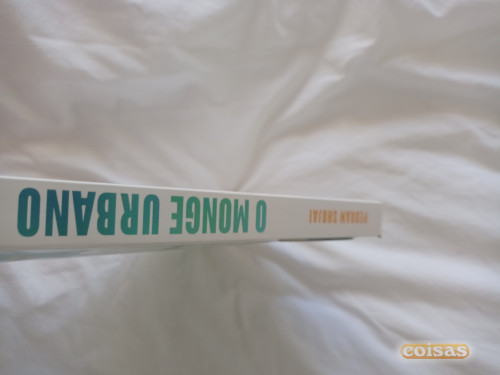 O MONGE URBANO
PEDRAM SHOJAI
coisas